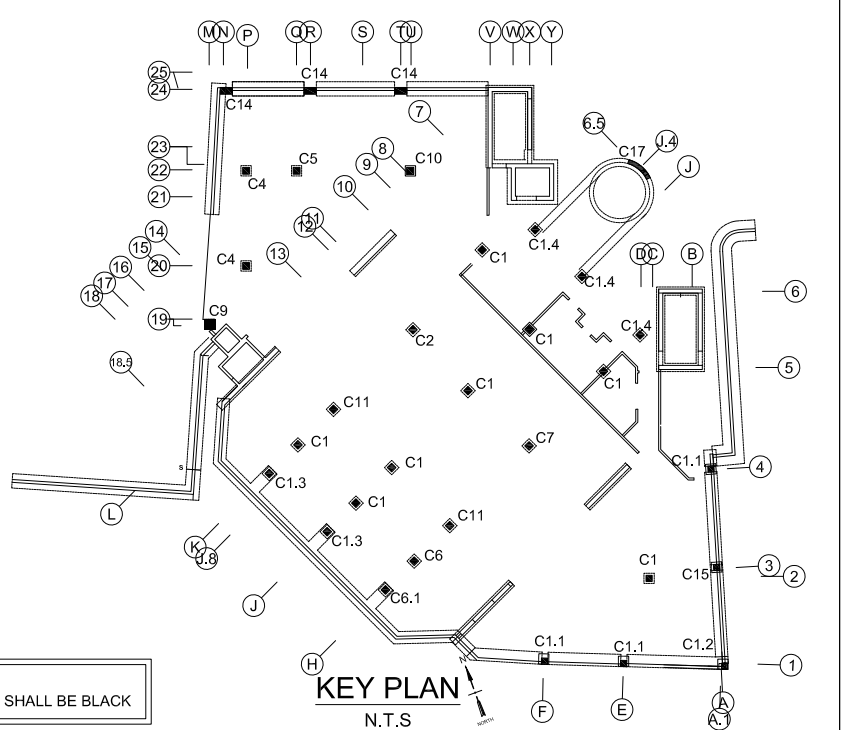 M N P Q R S T U V W X Y
25
24
C14 C14 C14
7
6.5
C17
J.4
J
23
22
21
C4 C5 8 C10
9
10
11
12
13
14
15
16
17
18
20
C4
C1
C1.4
C1.4
D C B
6
19
C9
C2
C1
C1.4
5
18.5
C1
C1
C11
C1
C7
C1
C1.3
C1.1
4
S
L
C1
C11
K
J.8
C1.3
C6
C15
3
C1
2
J
C6.1
H
C1.1
C1.1
C1.2
1
N
KEY PLAN
N.T.S
NORTH
F
E
A
A.1
SHALL BE BLACK